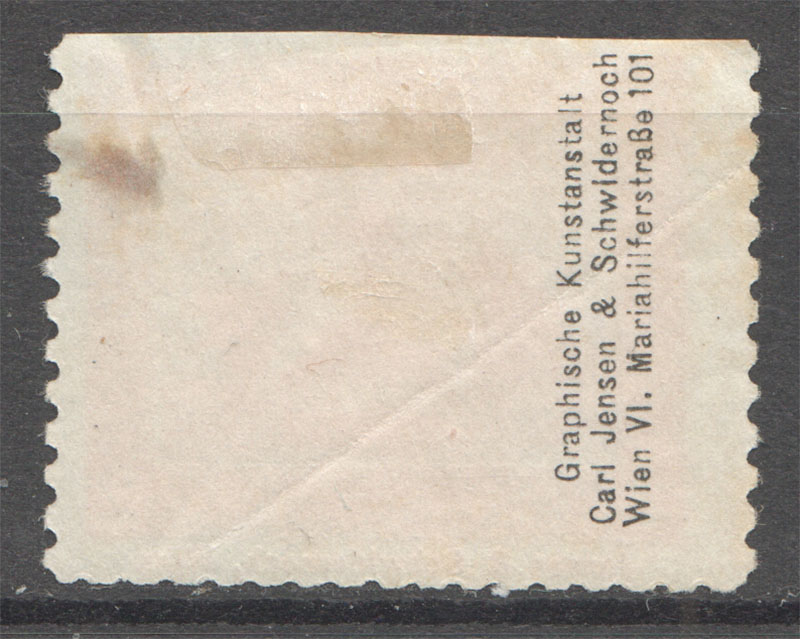 Graphische Kunstanstalt
Carl Jensen & Schwidernoch
Wien VI. Mariahilferstraße 101